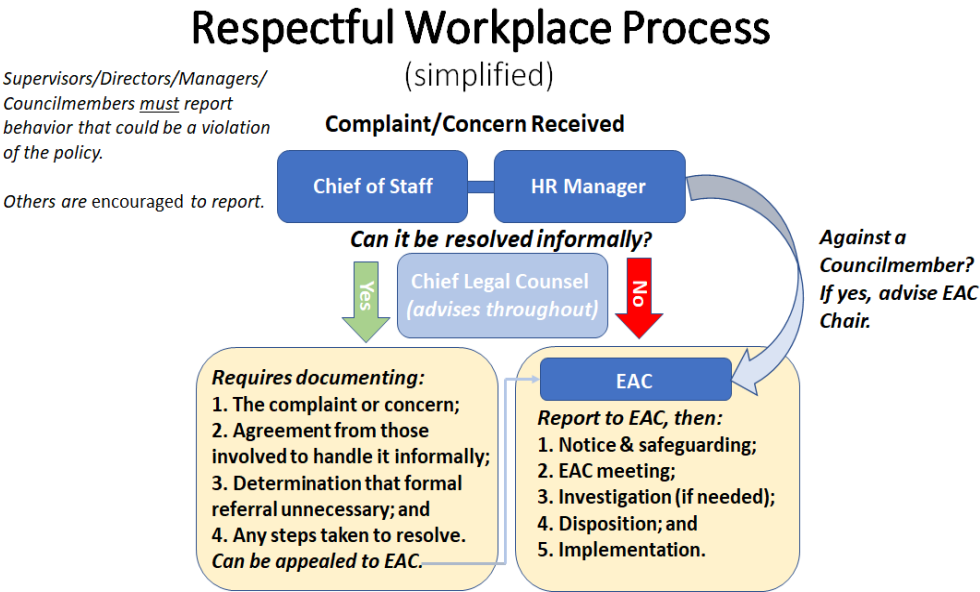 Respectful Workplace Process
(simplified)
Supervisors/Directors/Managers/
Councilmembers must report
behavior that could be a violation
of the policy.
Others are encouraged to report.
Complaint/Concern Received
Chief of Staff
HR Manager
Can it be resolved informally?
Yes
Chief Legal Counsel
(advises throughout)
No
Against a
Councilmember?
If yes, advise EAC
Chair.
Requires documenting:
1. The complaint or concern;
2. Agreement from those
involved to handle it informally;
3. Determination that formal
referral unnecessary; and
4. Any steps taken to resolve.
Can be appealed to EAC.
EAC
Report to EAC, then:
1. Notice & safeguarding;
2. EAC meeting;
3. Investigation (if needed);
4. Disposition; and
5. Implementation.